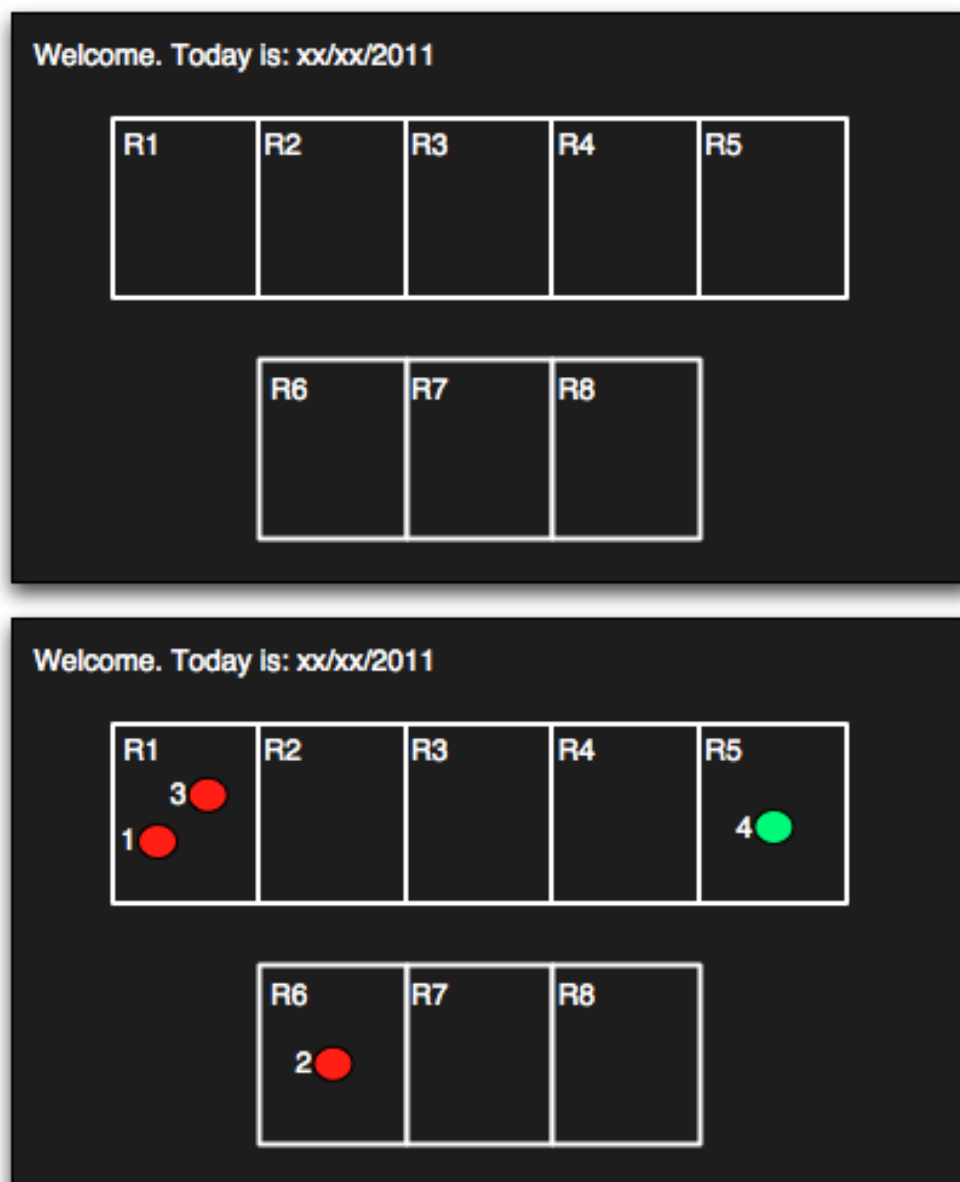 Welcome. Today is: xx/xx/2011
R1 R2 R3 R4 R5
R6 R7 R8
Welcome. Today is: xx/xx/2011
R1 R2 R3 R4 R5
3
4
1
R6 R7 R8
2